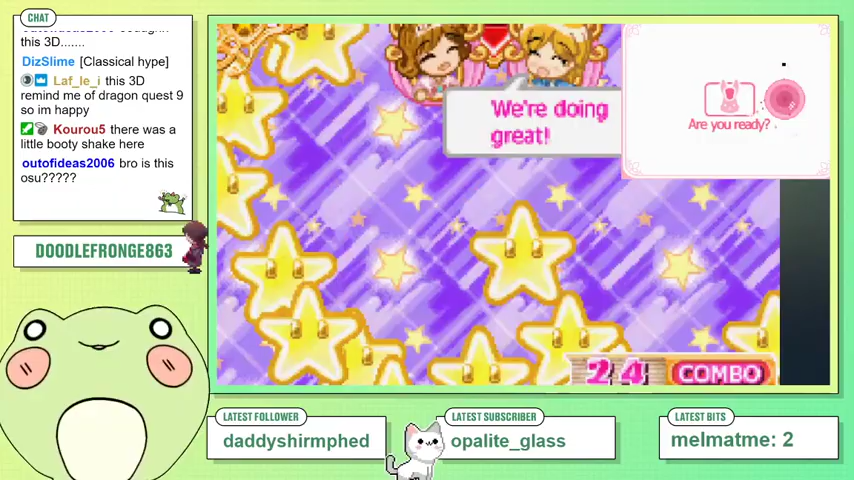 CHAT
this 3D.......
DizSlime [Classical hype]
Laf_le_i this 3D
remind me of dragon quest 9
so im happy
Kourou5 there was a
little booty shake here
outofideas2006 bro is this
osu?????
DOODLEFRONGE863
We're doing
great!
Are you ready?
24 COMBO
LATEST FOLLOWER
daddyshirmphed
LATEST SUBSCRIBER
opalite_glass
LATEST BITS
melmatme: 2